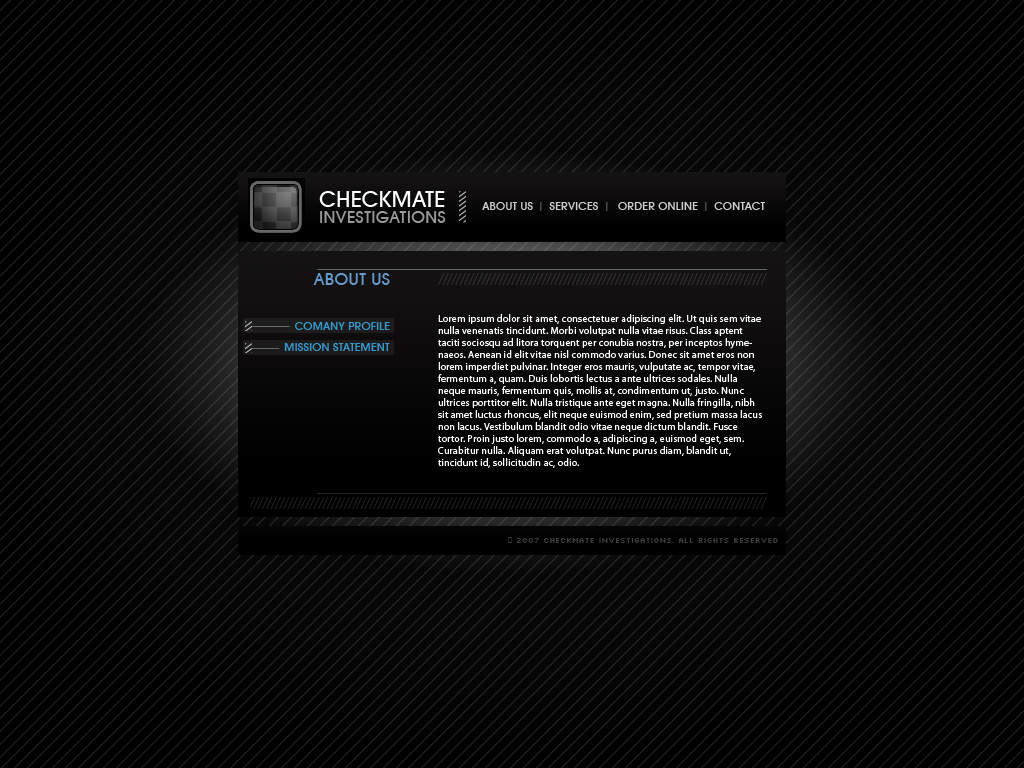 CHECKMATE
INVESTIGATIONS
ABOUT US | SERVICES | ORDER ONLINE | CONTACT
ABOUT US
COMANY PROFILE
MISSION STATEMENT
Lorem ipsum dolor sit amet, consectetuer adipiscing elit. Ut quis sem vitae
nulla venenatis tincidunt. Morbi volutpat nulla vitae risus. Class aptent
taciti sociosqu ad litora torquent per conubia nostra, per inceptos hyme-
naeos. Aenean id elit vitae nisl commodo varius. Donec sit amet eros non
lorem imperdiet pulvinar. Integer eros mauris, vulputate ac, tempor vitae,
fermentum a, quam. Duis lobortis lectus a ante ultrices sodales. Nulla
neque mauris, fermentum quis, mollis at, condimentum ut, justo. Nunc
ultrices porttitor elit. Nulla tristique ante eget magna. Nulla fringilla, nibh
sit amet luctus rhoncus, elit neque euismod enim, sed pretium massa lacus
non lacus. Vestibulum blandit odio vitae neque dictum blandit. Fusce
tortor. Proin justo lorem, commodo a, adipiscing a, euismod eget, sem.
Curabitur nulla. Aliquam erat volutpat. Nunc purus diam, blandit ut,
tincidunt id, sollicitudin ac, odio.
2007 CHECKMATE INVESTIGATIONS. ALL RIGHTS RESERVED